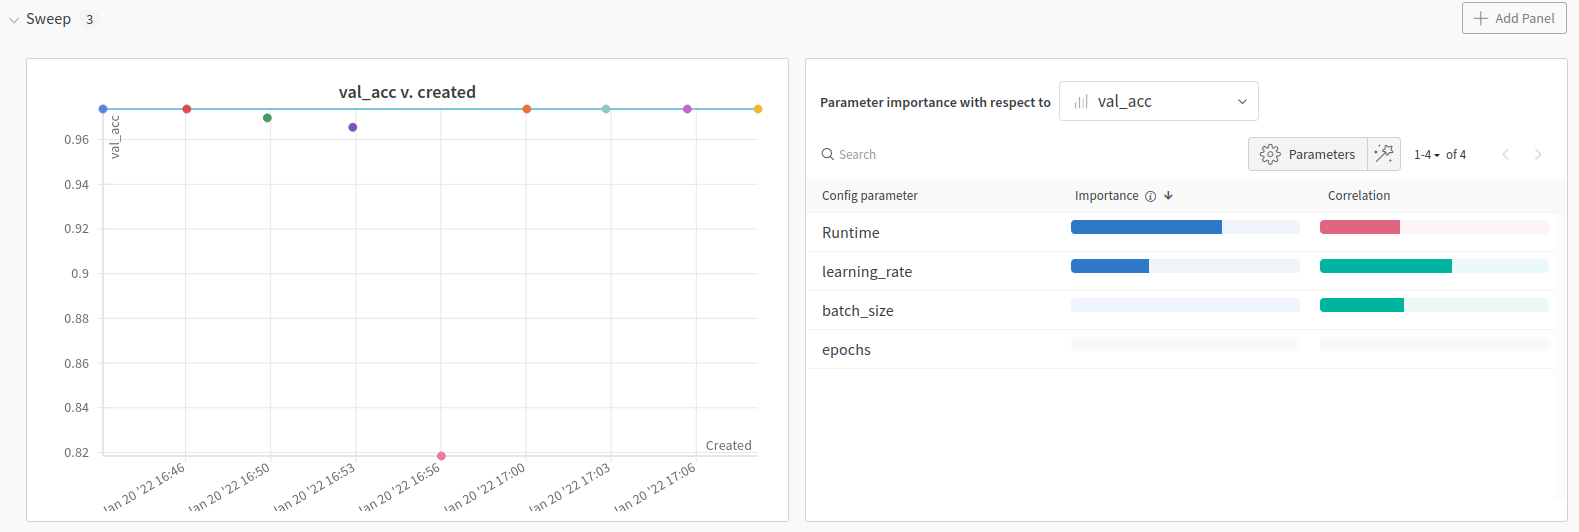 Sweep 3
Add Panel
val_acc v. created
val_acc
0.96
0.94
0.92
0.9
0.88
0.86
0.84
0.82
Created
Jan 20 '22 16:46
Jan 20 '22 16:50
Jan 20 '22 16:53
Jan 20 '22 16:56
Jan 20 '22 17:00
Jan 20 '22 17:03
Jan 20 '22 17:06
Parameter importance with respect to val_acc
Search
Parameters
1-4 of 4
Config parameter Importance Correlation
Runtime
learning_rate
batch_size
epochs